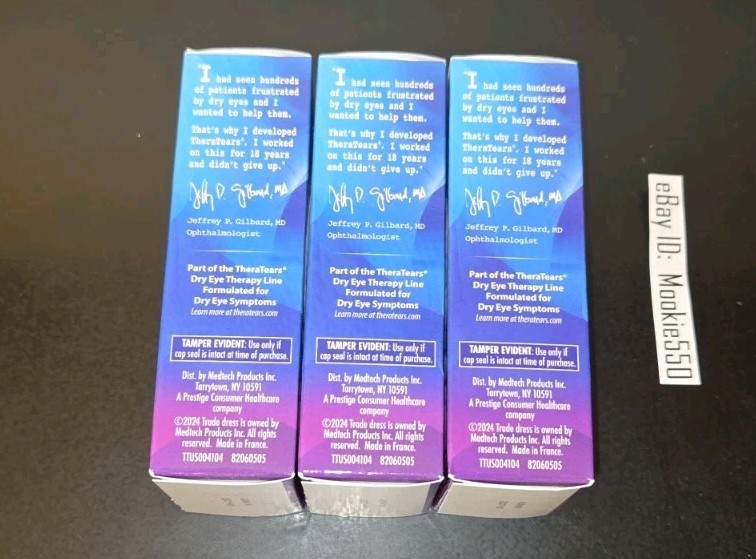 "I had seen hundreds
of patients frustrated
by dry eyes and I
wanted to help them.
That's why I developed
TheraTears®. I worked
on this for 18 years
and didn't give up."
Jeffrey P. Gilbard, MD
Jeffrey P. Gilbard, MD
Ophthalmologist
Part of the TheraTears®
Dry Eye Therapy Line
Formulated for
Dry Eye Symptoms
Learn more at theratears.com
TAMPER EVIDENT: Use only if
cap seal is intact at time of purchase.
Dist. by Medtech Products Inc.
Tarrytown, NY 10591
A Prestige Consumer Healthcare
company
©2024 Trade dress is owned by
Medtech Products Inc. All rights
reserved. Made in France.
TTUS004104 82060505
"I had seen hundreds
of patients frustrated
by dry eyes and I
wanted to help them.
That's why I developed
TheraTears®. I worked
on this for 18 years
and didn't give up."
Jeffrey P. Gilbard, MD
Jeffrey P. Gilbard, MD
Ophthalmologist
Part of the TheraTears®
Dry Eye Therapy Line
Formulated for
Dry Eye Symptoms
Learn more at theratears.com
TAMPER EVIDENT: Use only if
cap seal is intact at time of purchase.
Dist. by Medtech Products Inc.
Tarrytown, NY 10591
A Prestige Consumer Healthcare
company
©2024 Trade dress is owned by
Medtech Products Inc. All rights
reserved. Made in France.
TTUS004104 82060505
"I had seen hundreds
of patients frustrated
by dry eyes and I
wanted to help them.
That's why I developed
TheraTears®. I worked
on this for 18 years
and didn't give up."
Jeffrey P. Gilbard, MD
Jeffrey P. Gilbard, MD
Ophthalmologist
Part of the TheraTears®
Dry Eye Therapy Line
Formulated for
Dry Eye Symptoms
Learn more at theratears.com
TAMPER EVIDENT: Use only if
cap seal is intact at time of purchase.
Dist. by Medtech Products Inc.
Tarrytown, NY 10591
A Prestige Consumer Healthcare
company
©2024 Trade dress is owned by
Medtech Products Inc. All rights
reserved. Made in France.
TTUS004104 82060505
eBay ID: Mookie550